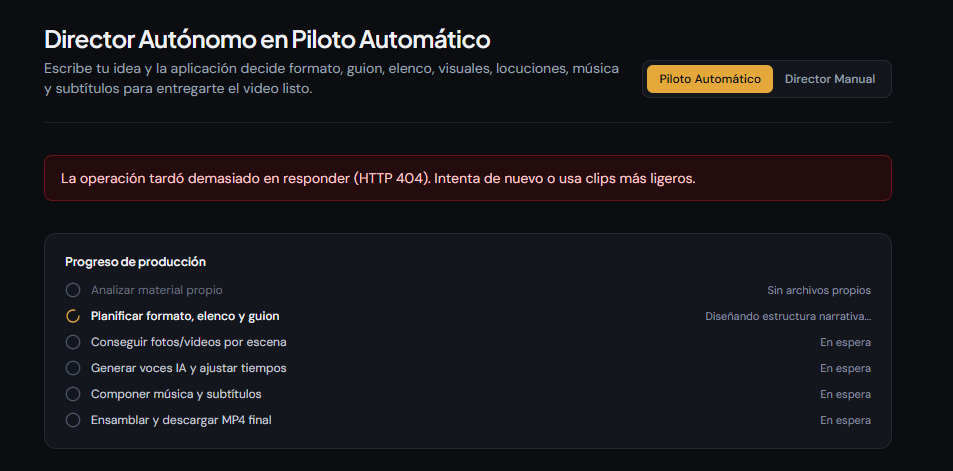 Director Autónomo en Piloto Automático
Escribe tu idea y la aplicación decide formato, guion, elenco, visuales, locuciones, música
y subtítulos para entregarte el video listo.
Piloto Automático
Director Manual
La operación tardó demasiado en responder (HTTP 404). Intenta de nuevo o usa clips más ligeros.
Progreso de producción
Analizar material propio
Sin archivos propios
Planificar formato, elenco y guion
Diseñando estructura narrativa…
Conseguir fotos/videos por escena
En espera
Generar voces IA y ajustar tiempos
En espera
Componer música y subtítulos
En espera
Ensamblar y descargar MP4 final
En espera